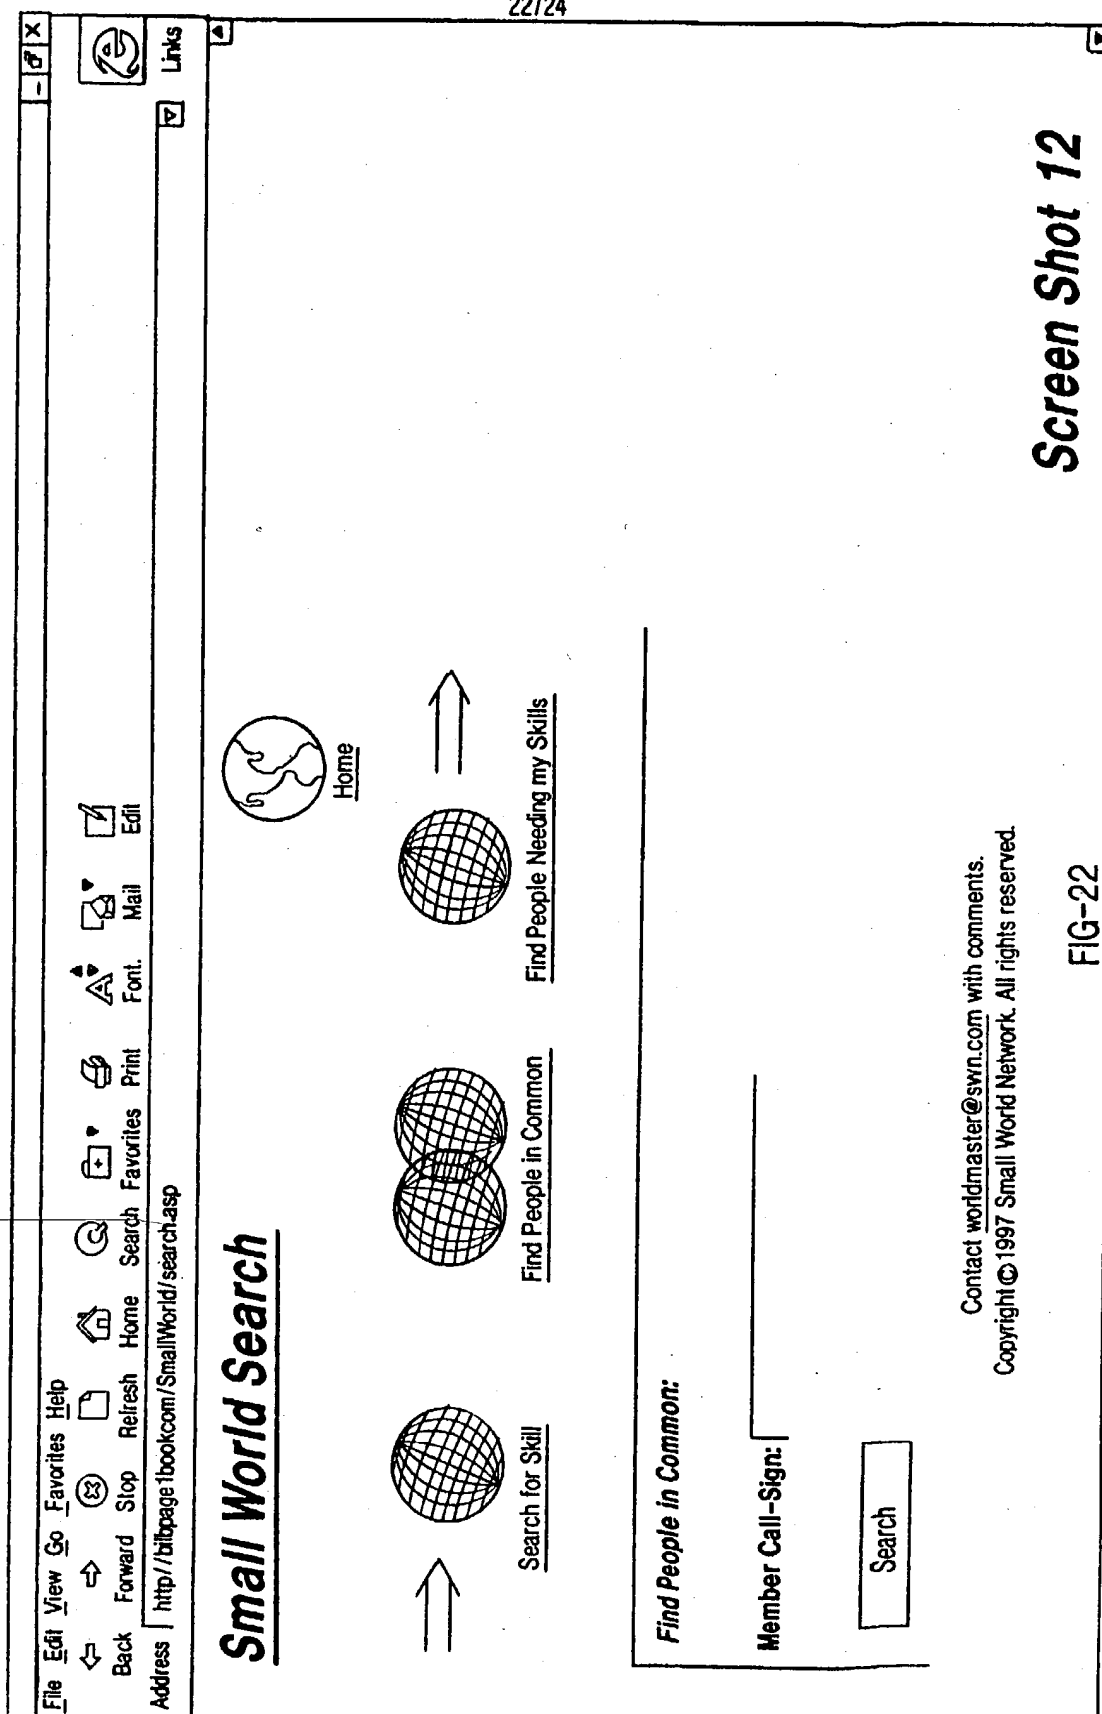 22/24
File Edit View Go Favorites Help
Back Forward Stop Refresh Home Search Favorites Print Font. Mail Edit
Address http//bilbpage1bookcom/SmallWorld/search.asp Links
Small World Search
Home
Search for Skill Find People in Common Find People Needing my Skills
Find People in Common:
Member Call-Sign:
Search
Contact worldmaster@swn.com with comments.
Copyright©1997 Small World Network. All rights reserved.
Screen Shot 12
FIG-22